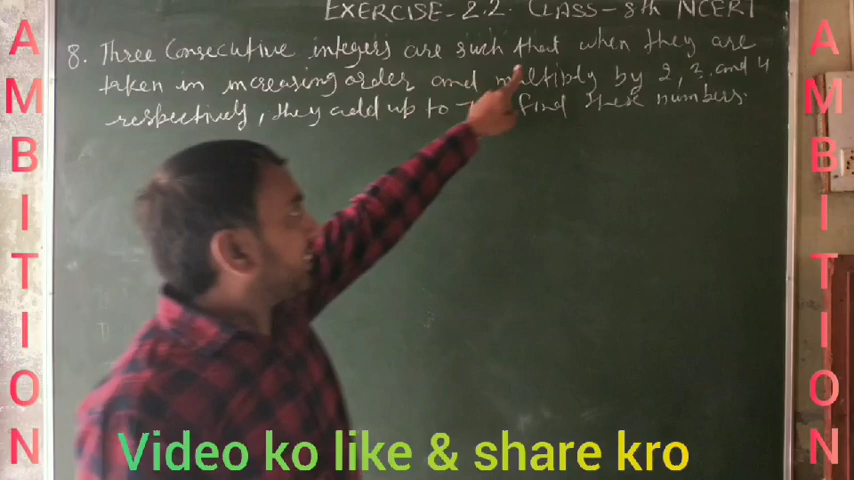 EXERCISE-2.2. CLASS-8th NCERT
8. Three Consecutive integers are such that when they are
taken in increasing order and multiply by 2, 3, and 4
respectively, they add up to find these numbers.
AMBITION
AMBITION
Video ko like & share kro